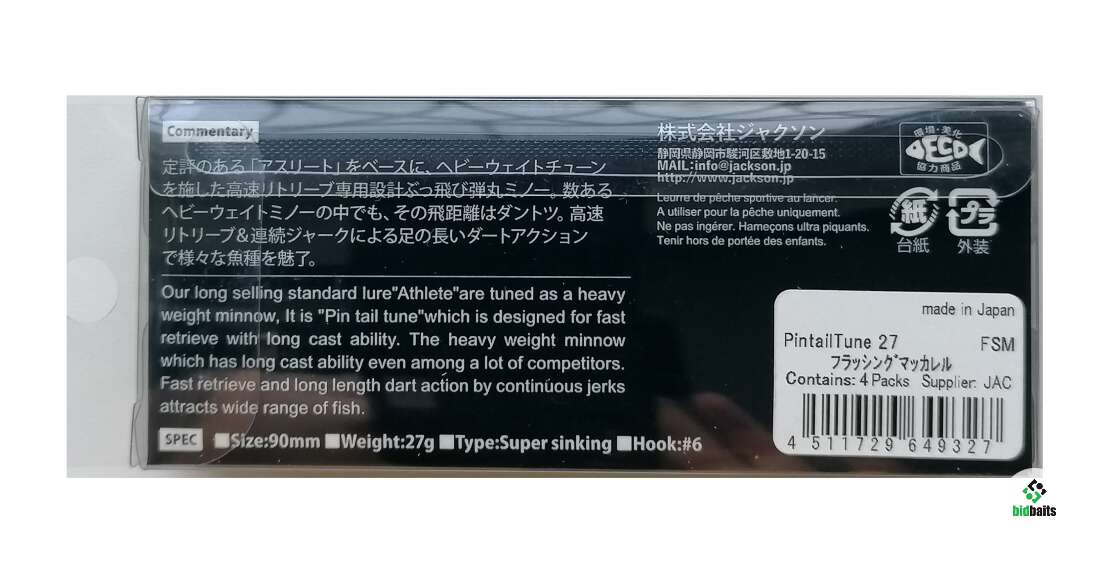 Commentary
定評のある「アスリート」をベースに、ヘビーウェイトチューン
を施した高速リトリーブ専用設計ぶっ飛び弾丸ミノー。数ある
ヘビーウェイトミノーの中でも、その飛距離はダントツ。高速
リトリーブ&連続ジャークによる足の長いダートアクション
で様々な魚種を魅了。
Our long selling standard lure"Athlete"are tuned as a heavy
weight minnow, It is "Pin tail tune"which is designed for fast
retrieve with long cast ability. The heavy weight minnow
which has long cast ability even among a lot of competitors.
Fast retrieve and long length dart action by continuous jerks
attracts wide range of fish.
SPEC Size:90mm Weight:27g Type:Super sinking Hook:#6
株式会社ジャクソン
静岡県静岡市駿河区敷地1-20-15
MAIL:info@jackson.jp
http://www.jackson.jp
Leurre de pêche sportive au lancer.
A utiliser pour la pêche uniquement.
Ne pas ingérer. Hameçons ultra piquants.
Tenir hors de portée des enfants.
環境・美化
ECO
協力商品
紙
台紙
プラ
外装
made in Japan
PintailTune 27 FSM
フラッシングマッカレル
Contains: 4 Packs Supplier: JAC
4 511729 649327
bidbaits